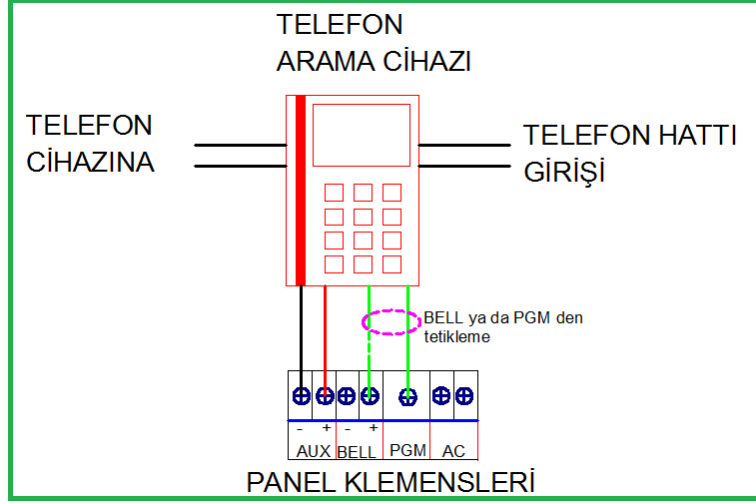 TELEFON
ARAMA CİHAZI
TELEFON
CİHAZINA
TELEFON HATTI
GİRİŞİ
BELL ya da PGM den
tetikleme
- + - +
AUX BELL PGM AC
PANEL KLEMENSLERİ